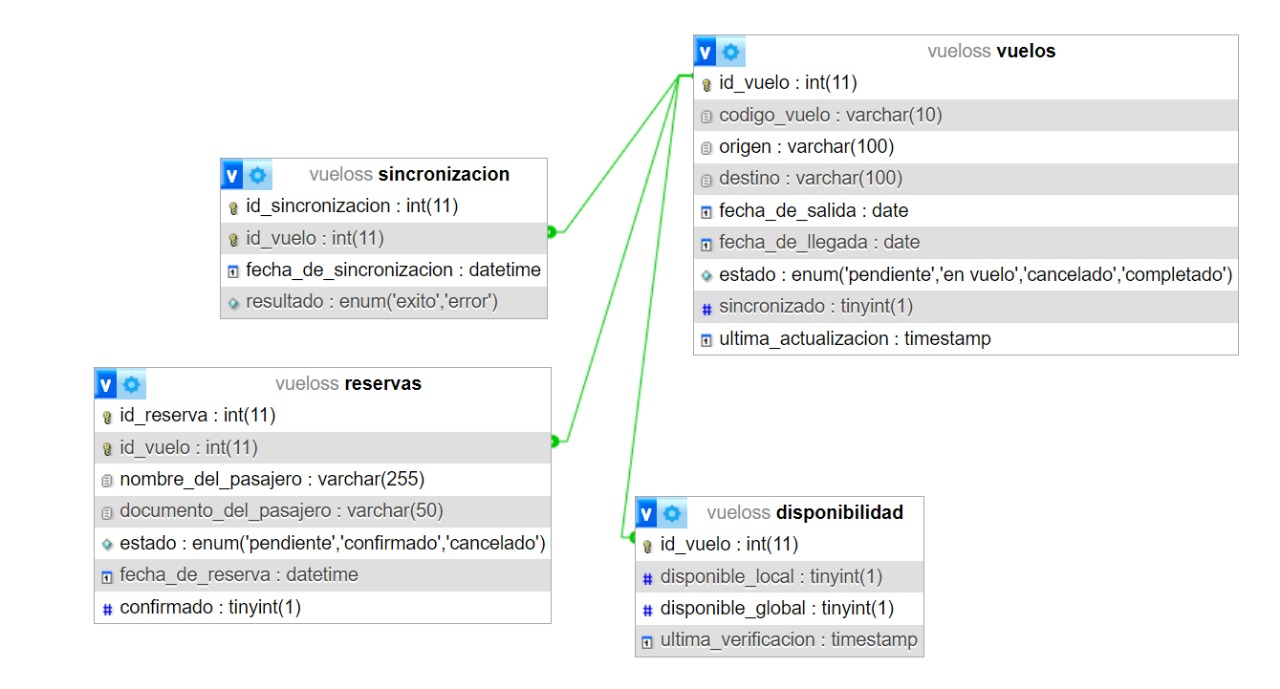 V vueloss vuelos
id_vuelo : int(11)
codigo_vuelo : varchar(10)
origen : varchar(100)
destino : varchar(100)
fecha_de_salida : date
fecha_de_llegada : date
estado : enum('pendiente','en vuelo','cancelado','completado')
# sincronizado : tinyint(1)
ultima_actualizacion : timestamp
V vueloss sincronizacion
id_sincronizacion : int(11)
id_vuelo : int(11)
fecha_de_sincronizacion : datetime
resultado : enum('exito','error')
V vueloss reservas
id_reserva : int(11)
id_vuelo : int(11)
nombre_del_pasajero : varchar(255)
documento_del_pasajero : varchar(50)
estado : enum('pendiente','confirmado','cancelado')
fecha_de_reserva : datetime
# confirmado : tinyint(1)
V vueloss disponibilidad
id_vuelo : int(11)
# disponible_local : tinyint(1)
# disponible_global : tinyint(1)
ultima_verificacion : timestamp